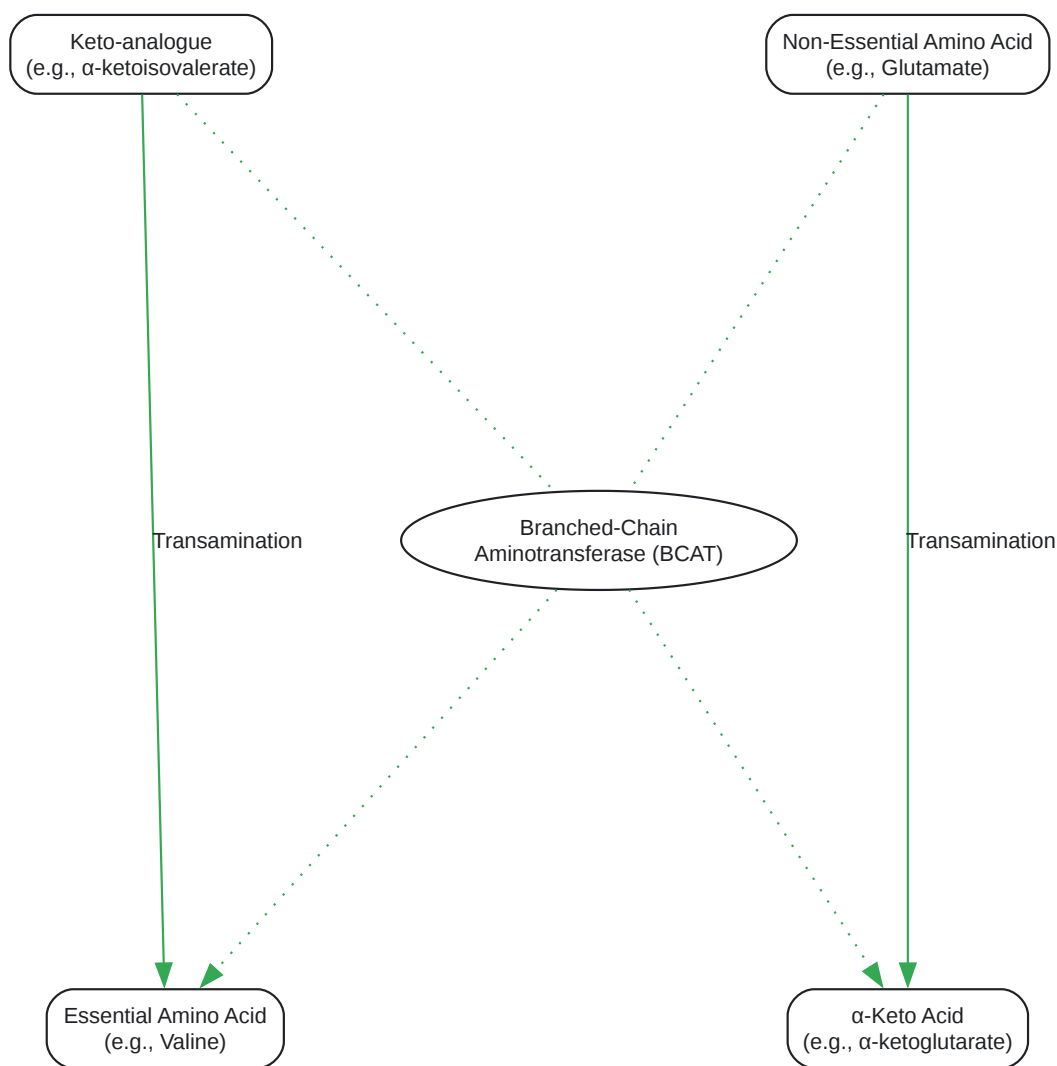 Keto-analogue
(e.g., α-ketoisovalerate)
Non-Essential Amino Acid
(e.g., Glutamate)
Transamination
Branched-Chain
Aminotransferase (BCAT)
Transamination
Essential Amino Acid
(e.g., Valine)
α-Keto Acid
(e.g., α-ketoglutarate)